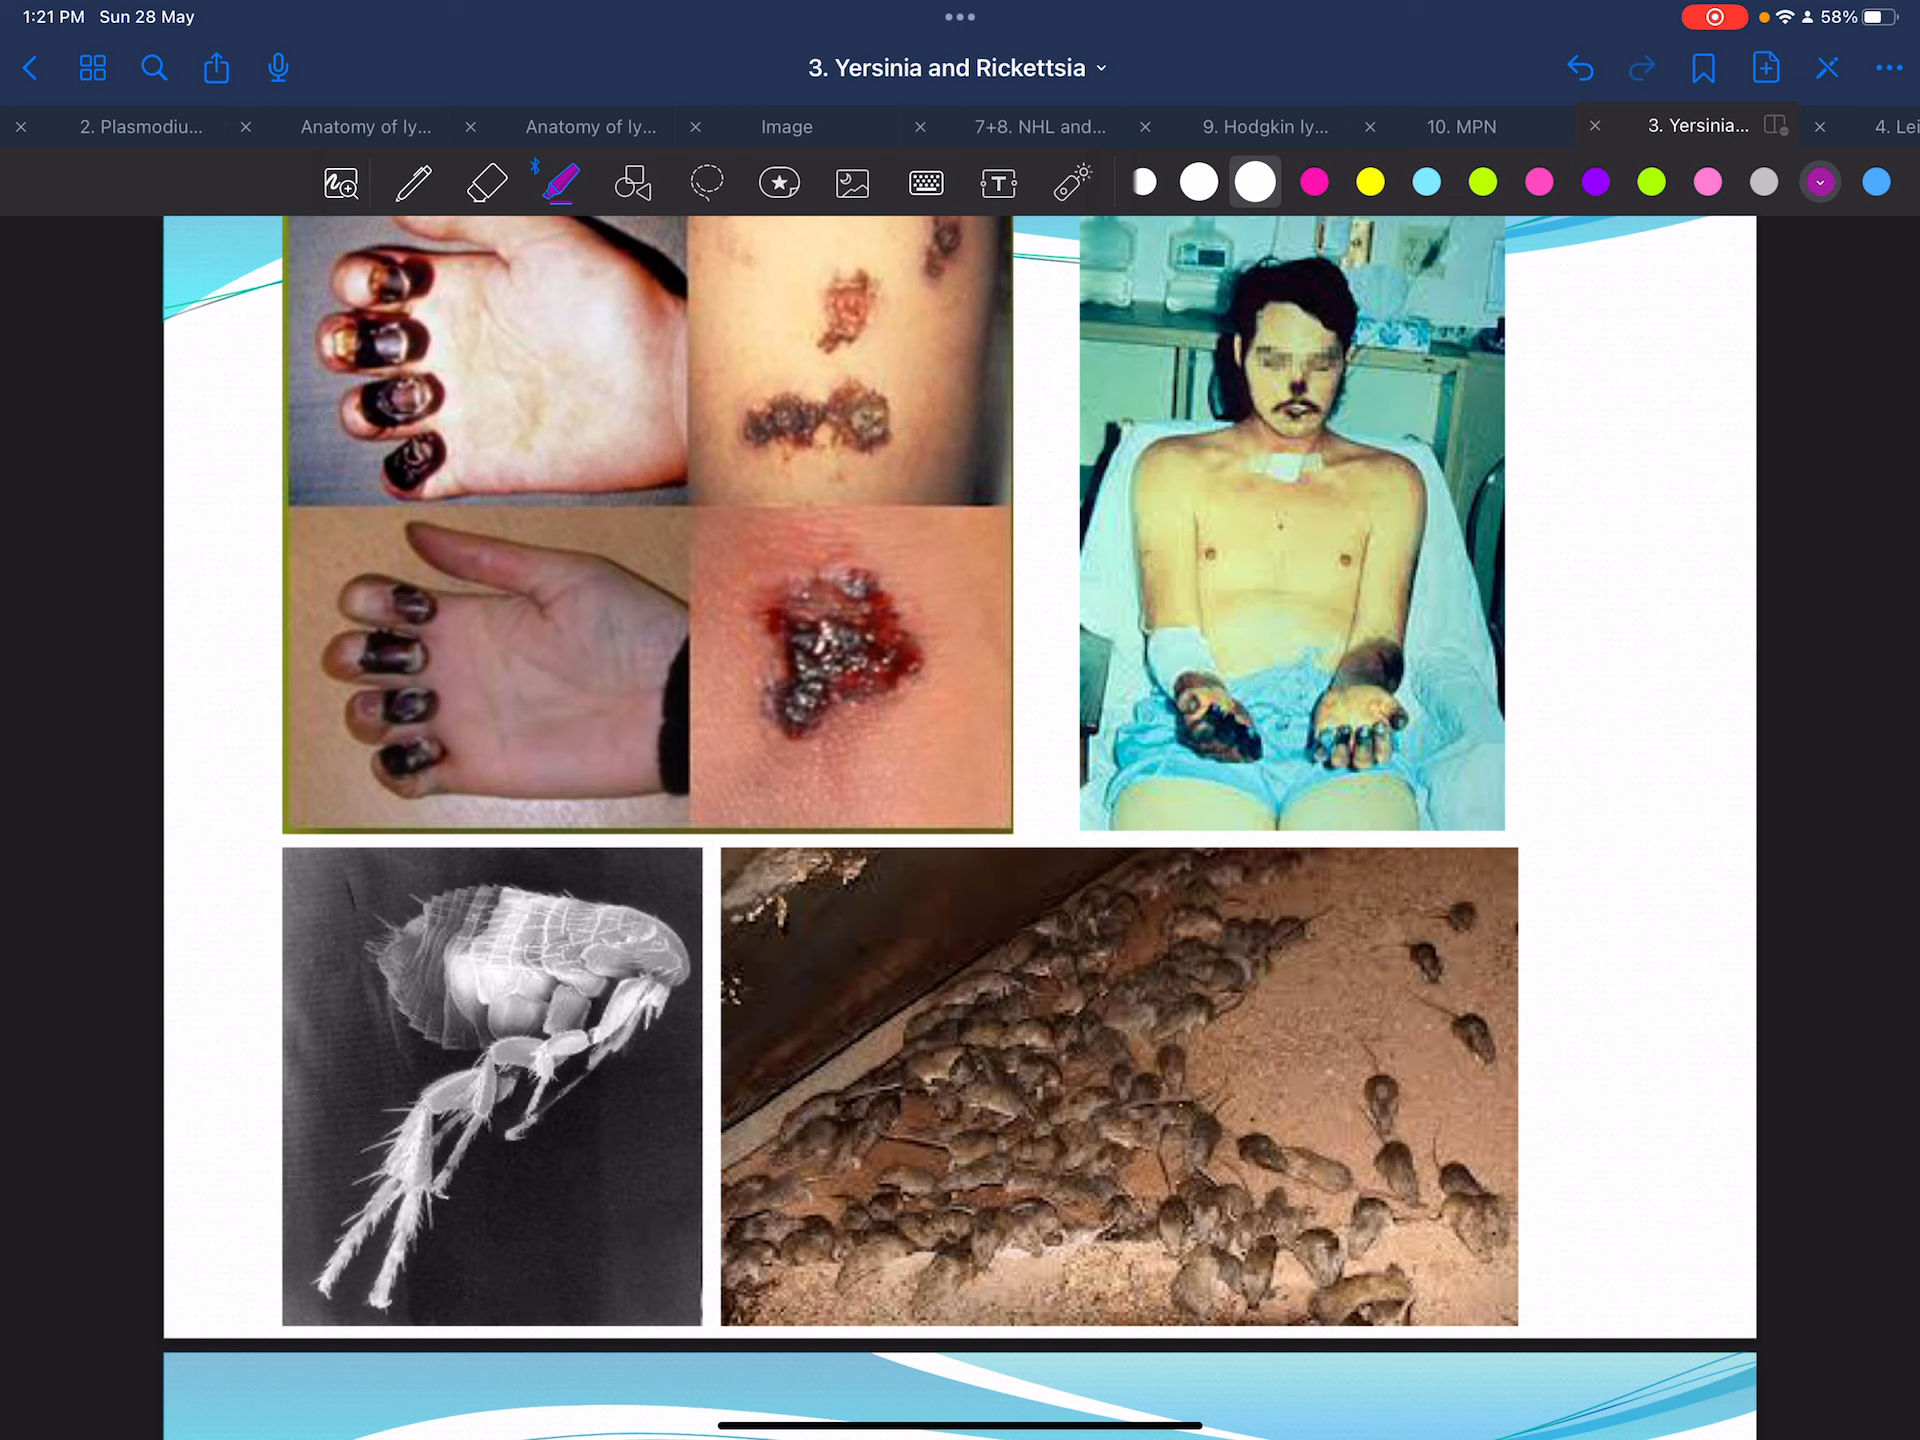 1:21 PM Sun 28 May
58%
3. Yersinia and Rickettsia
2. Plasmodiu...
Anatomy of ly...
Anatomy of ly...
Image
7+8. NHL and...
9. Hodgkin ly...
10. MPN
3. Yersinia...
4. Lei
T